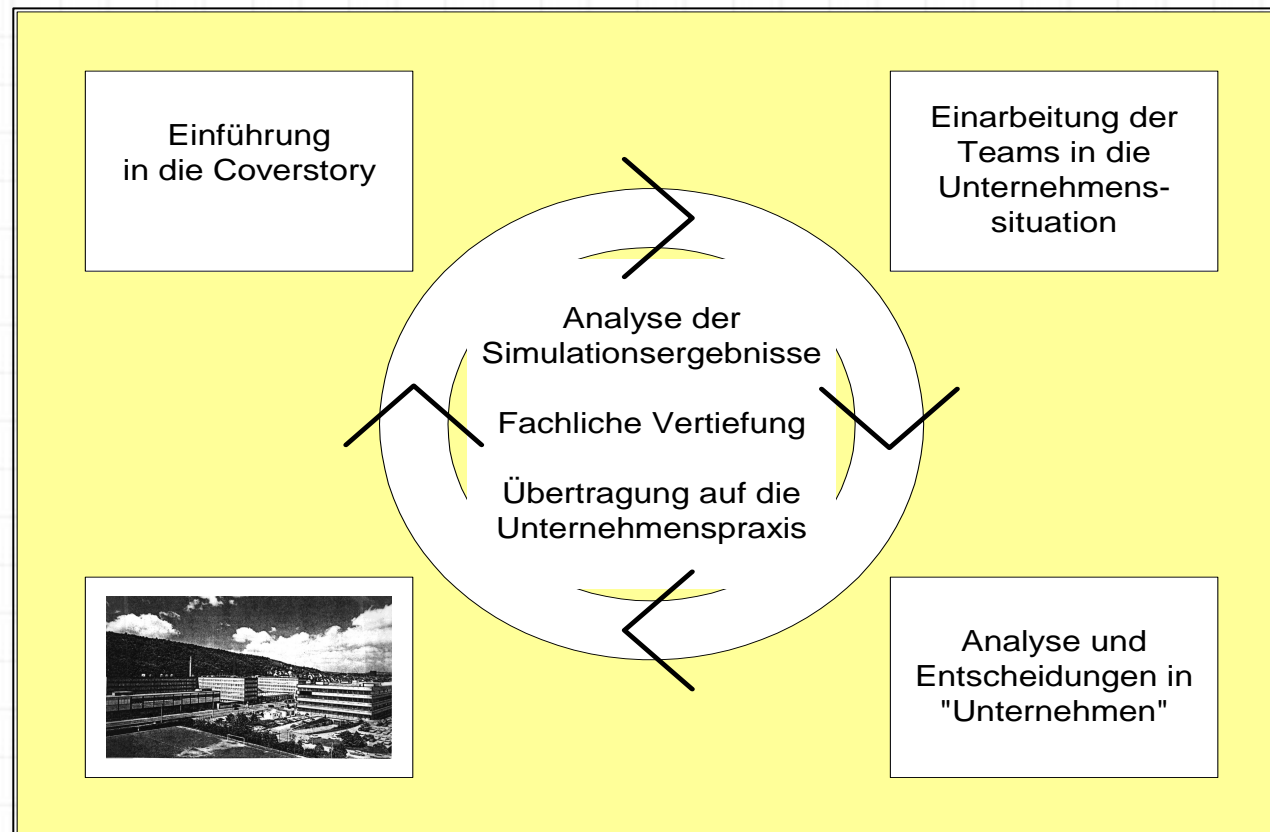 Einführung
in die Coverstory
Einarbeitung der
Teams in die
Unternehmens-
situation
Analyse der
Simulationsergebnisse
Fachliche Vertiefung
Übertragung auf die
Unternehmenspraxis
Analyse und
Entscheidungen in
"Unternehmen"